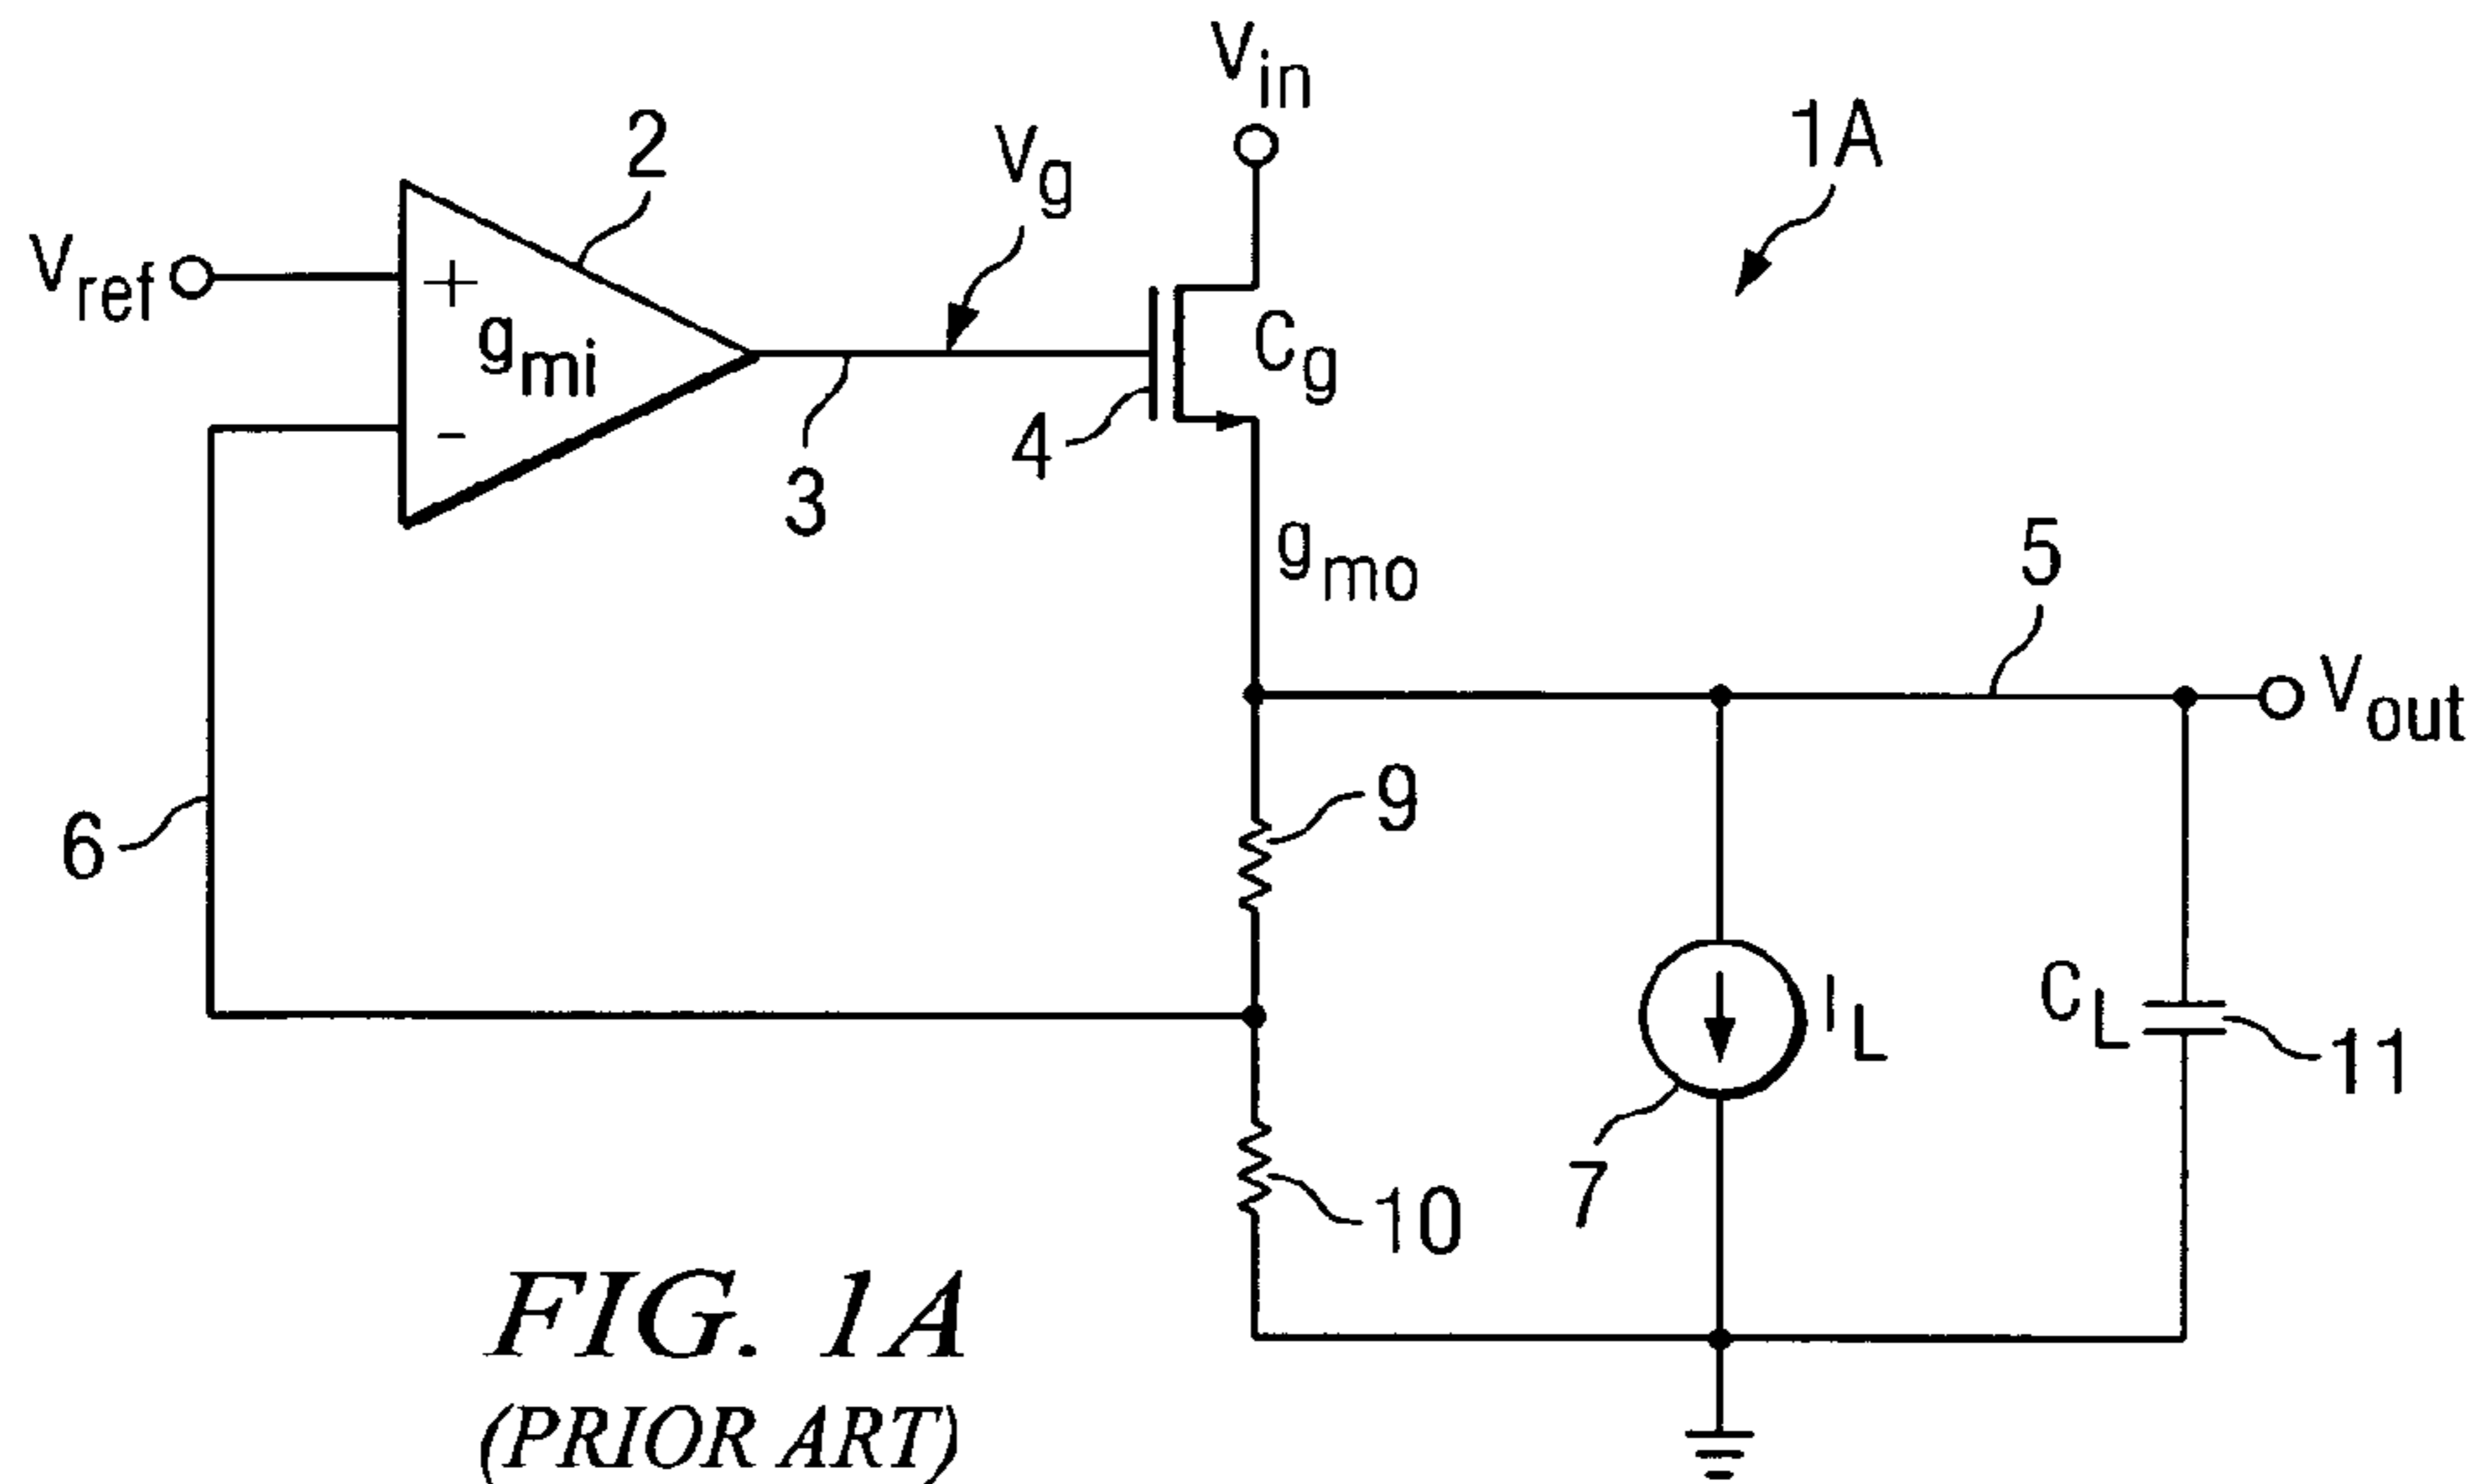 Vin
1A
2
Vg
Vref
+
gmi
Cg
-
4
3
gmo
5
Vout
9
6
IL
CL
11
7
10
FIG. 1A
(PRIOR ART)